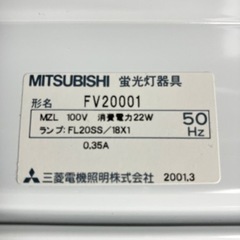 MITSUBISHI 蛍光灯器具
形名 FV20001
MZL 100V 消費電力22W
ランプ:FL20SS/18X1
0.35A
50
Hz
三菱電機照明株式会社 2001.3